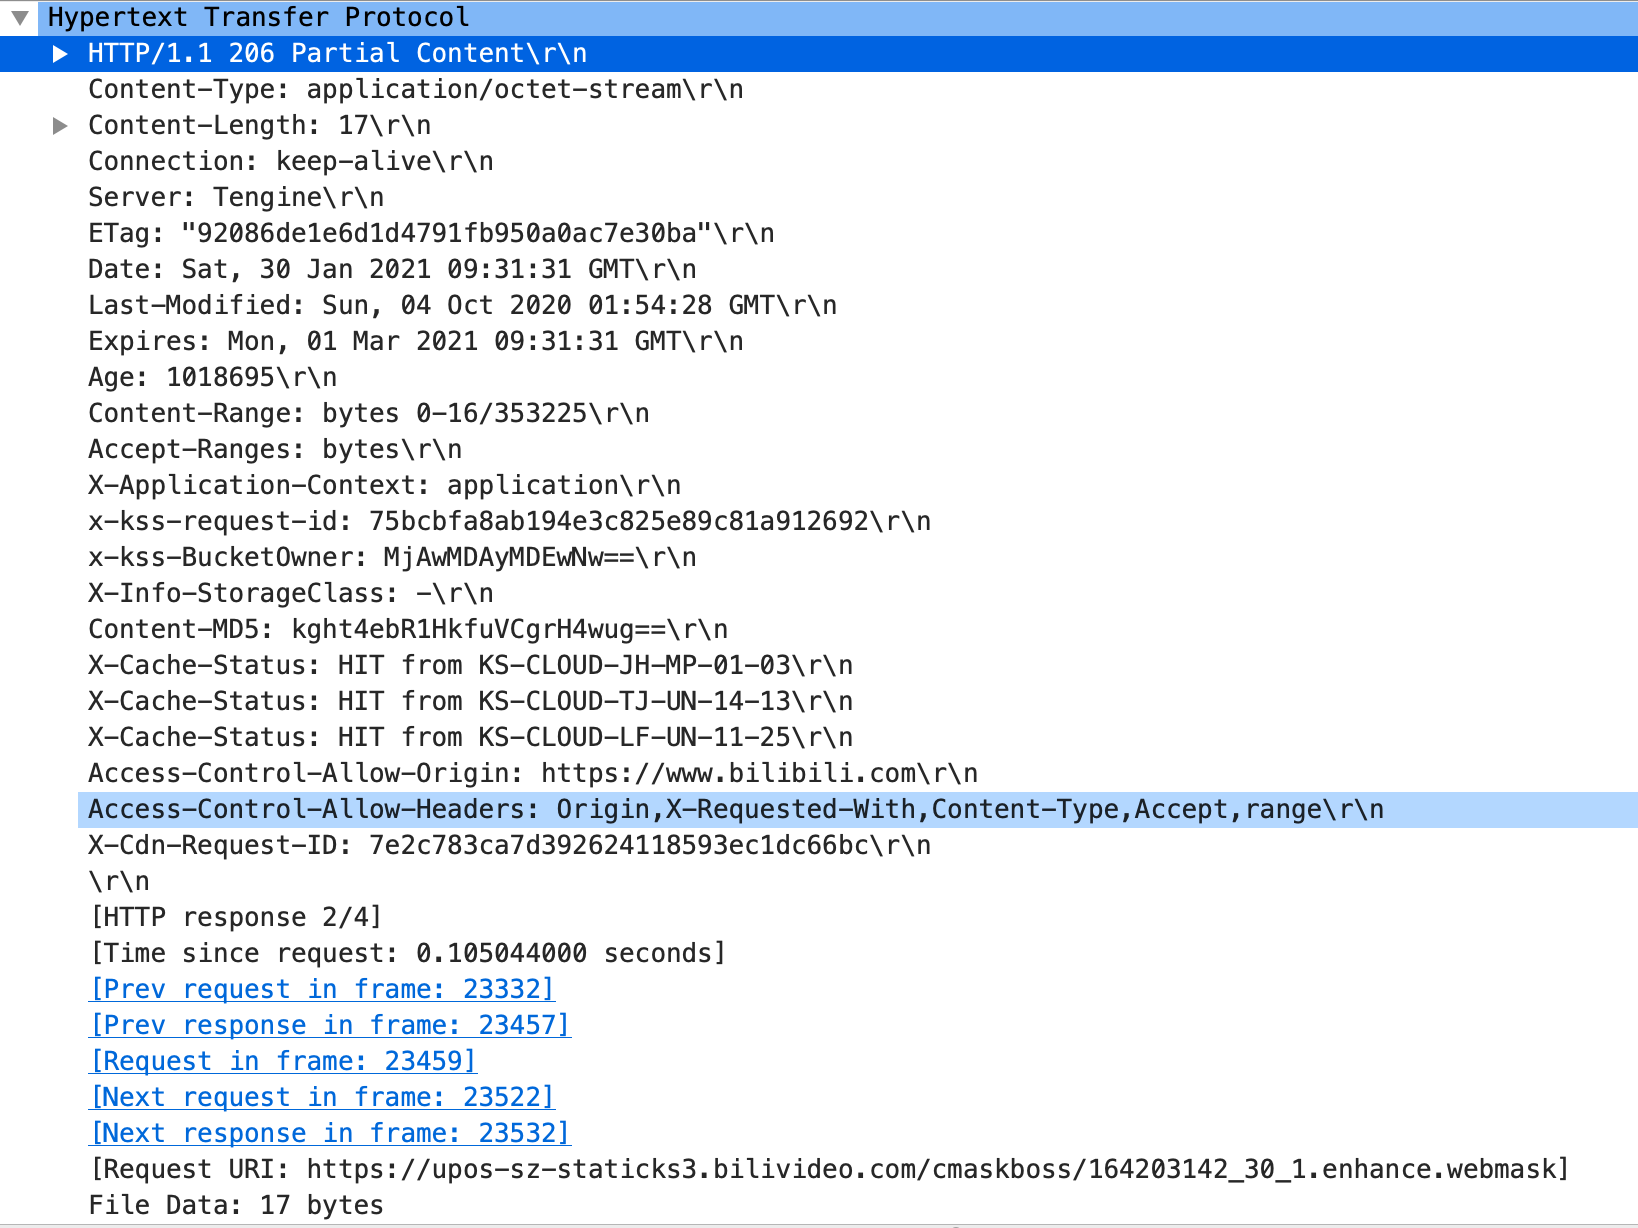 Hypertext Transfer Protocol
HTTP/1.1 206 Partial Content\r\n
Content-Type: application/octet-stream\r\n
Content-Length: 17\r\n
Connection: keep-alive\r\n
Server: Tengine\r\n
ETag: "92086de1e6d1d4791fb950a0ac7e30ba"\r\n
Date: Sat, 30 Jan 2021 09:31:31 GMT\r\n
Last-Modified: Sun, 04 Oct 2020 01:54:28 GMT\r\n
Expires: Mon, 01 Mar 2021 09:31:31 GMT\r\n
Age: 1018695\r\n
Content-Range: bytes 0-16/353225\r\n
Accept-Ranges: bytes\r\n
X-Application-Context: application\r\n
x-kss-request-id: 75bcbfa8ab194e3c825e89c81a912692\r\n
x-kss-BucketOwner: MjAwMDAyMDEwNw==\r\n
X-Info-StorageClass: -\r\n
Content-MD5: kght4ebR1HkfuVCgrH4wug==\r\n
X-Cache-Status: HIT from KS-CLOUD-JH-MP-01-03\r\n
X-Cache-Status: HIT from KS-CLOUD-TJ-UN-14-13\r\n
X-Cache-Status: HIT from KS-CLOUD-LF-UN-11-25\r\n
Access-Control-Allow-Origin: https://www.bilibili.com\r\n
Access-Control-Allow-Headers: Origin,X-Requested-With,Content-Type,Accept,range\r\n
X-Cdn-Request-ID: 7e2c783ca7d392624118593ec1dc66bc\r\n
\r\n
[HTTP response 2/4]
[Time since request: 0.105044000 seconds]
[Prev request in frame: 23332]
[Prev response in frame: 23457]
[Request in frame: 23459]
[Next request in frame: 23522]
[Next response in frame: 23532]
[Request URI: https://upos-sz-staticks3.bilivideo.com/cmaskboss/164203142_30_1.enhance.webmask]
File Data: 17 bytes